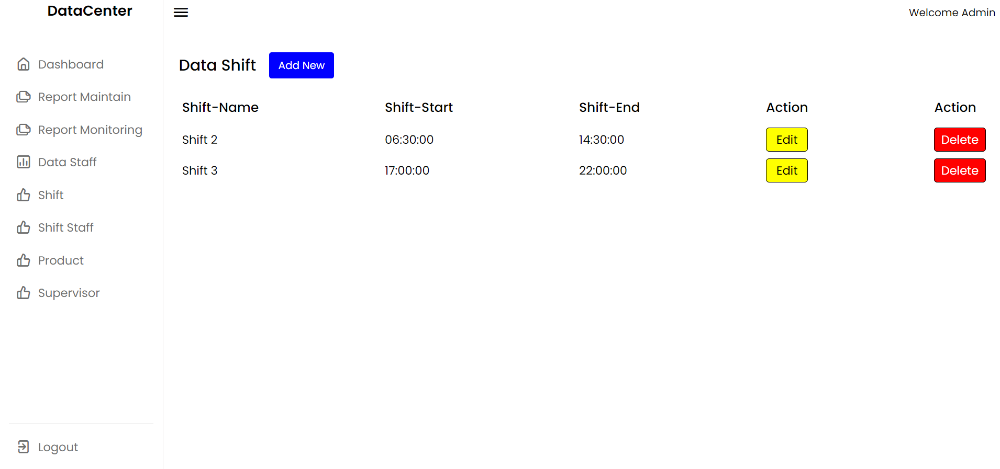 DataCenter
Welcome Admin
Dashboard
Report Maintain
Report Monitoring
Data Staff
Shift
Shift Staff
Product
Supervisor
Logout
Data Shift Add New
Shift-Name Shift-Start Shift-End Action Action
Shift 2 06:30:00 14:30:00 Edit Delete
Shift 3 17:00:00 22:00:00 Edit Delete